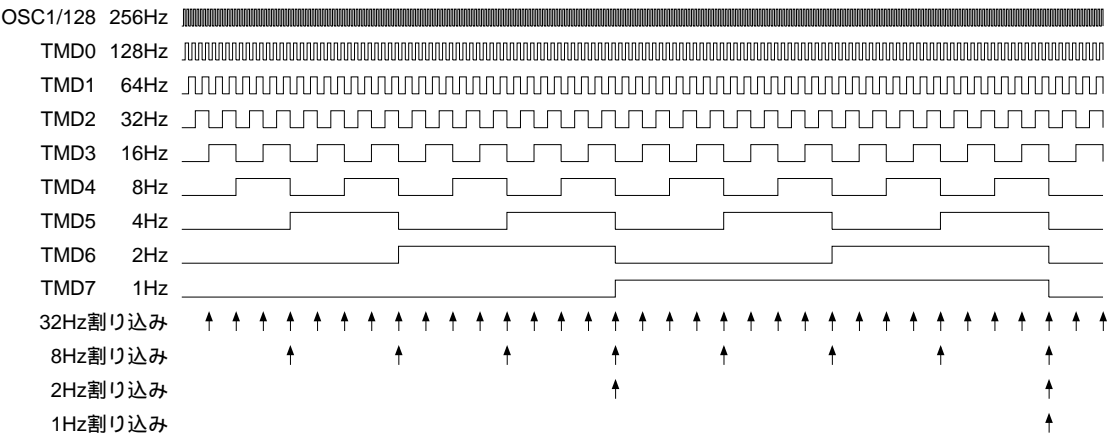 OSC1/128 256Hz
TMD0 128Hz
TMD1 64Hz
TMD2 32Hz
TMD3 16Hz
TMD4 8Hz
TMD5 4Hz
TMD6 2Hz
TMD7 1Hz
32Hz割り込み
8Hz割り込み
2Hz割り込み
1Hz割り込み